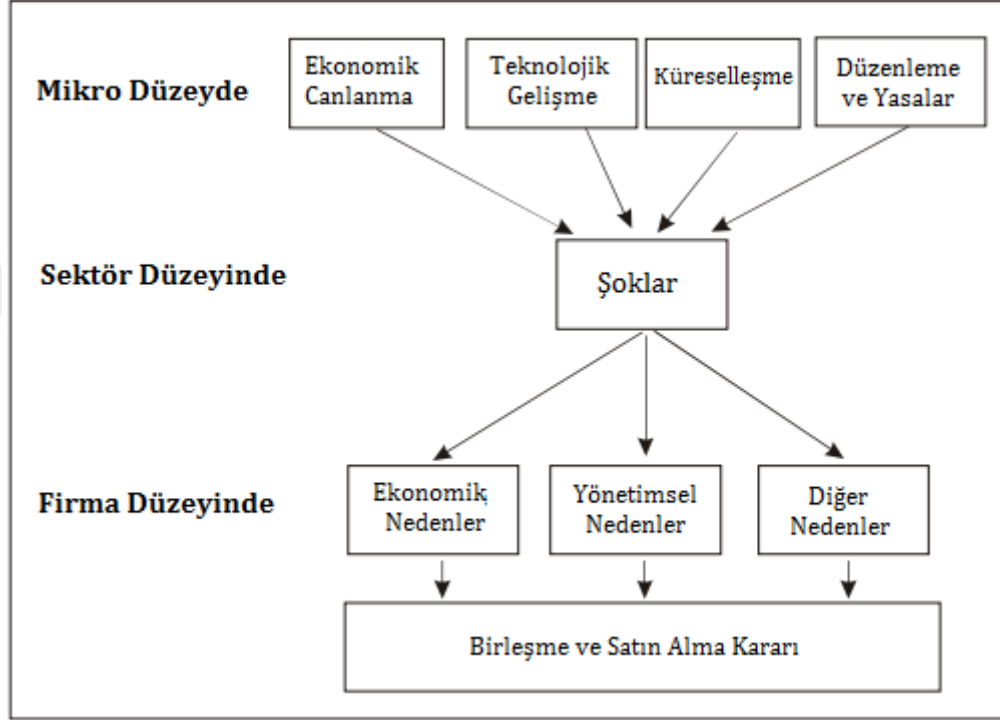 Mikro Düzeyde
Ekonomik
Canlanma
Teknolojik
Gelişme
Küreselleşme
Düzenleme
ve Yasalar
Sektör Düzeyinde
Şoklar
Firma Düzeyinde
Ekonomik
Nedenler
Yönetimsel
Nedenler
Diğer
Nedenler
Birleşme ve Satın Alma Kararı